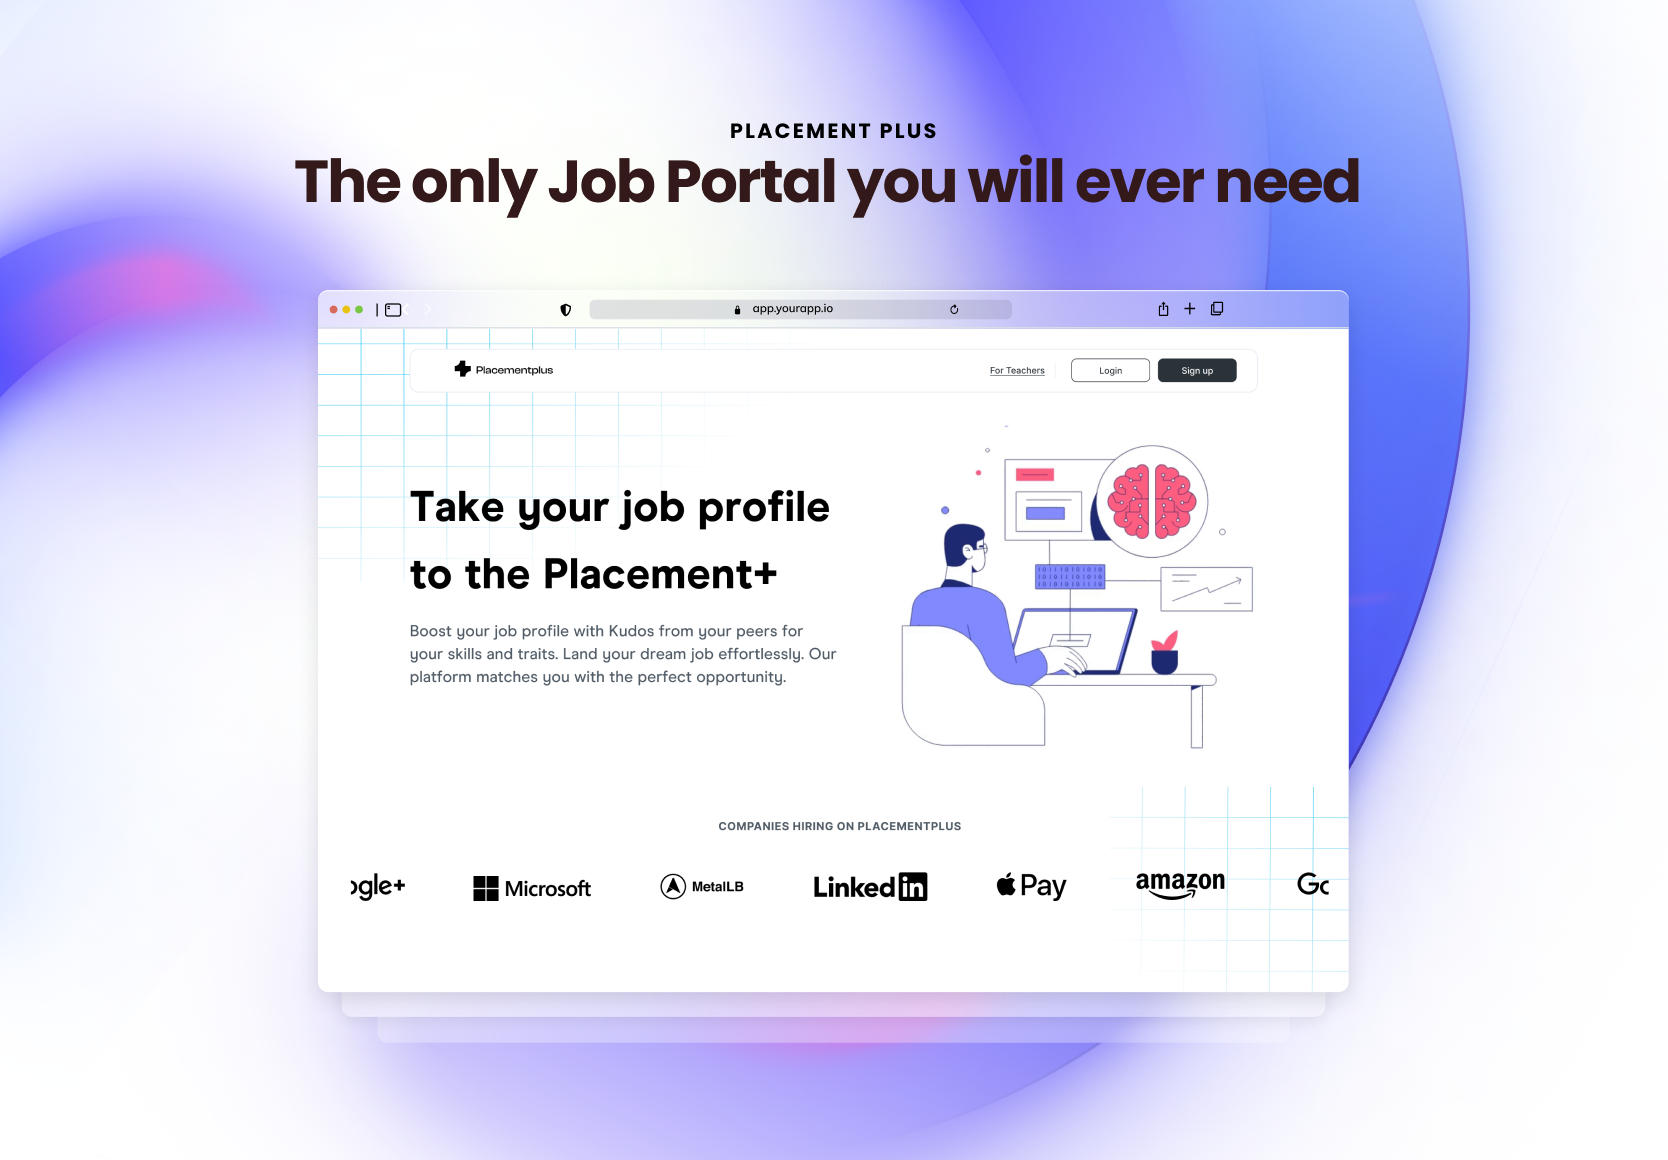 PLACEMENT PLUS
The only Job Portal you will ever need
app.yourapp.io
Placementplus
For Teachers
Login
Sign up
Take your job profile
to the Placement+
Boost your job profile with Kudos from your peers for
your skills and traits. Land your dream job effortlessly. Our
platform matches you with the perfect opportunity.
COMPANIES HIRING ON PLACEMENTPLUS
ogle+
Microsoft
MetalLB
Linkedin
Pay
amazon
Go